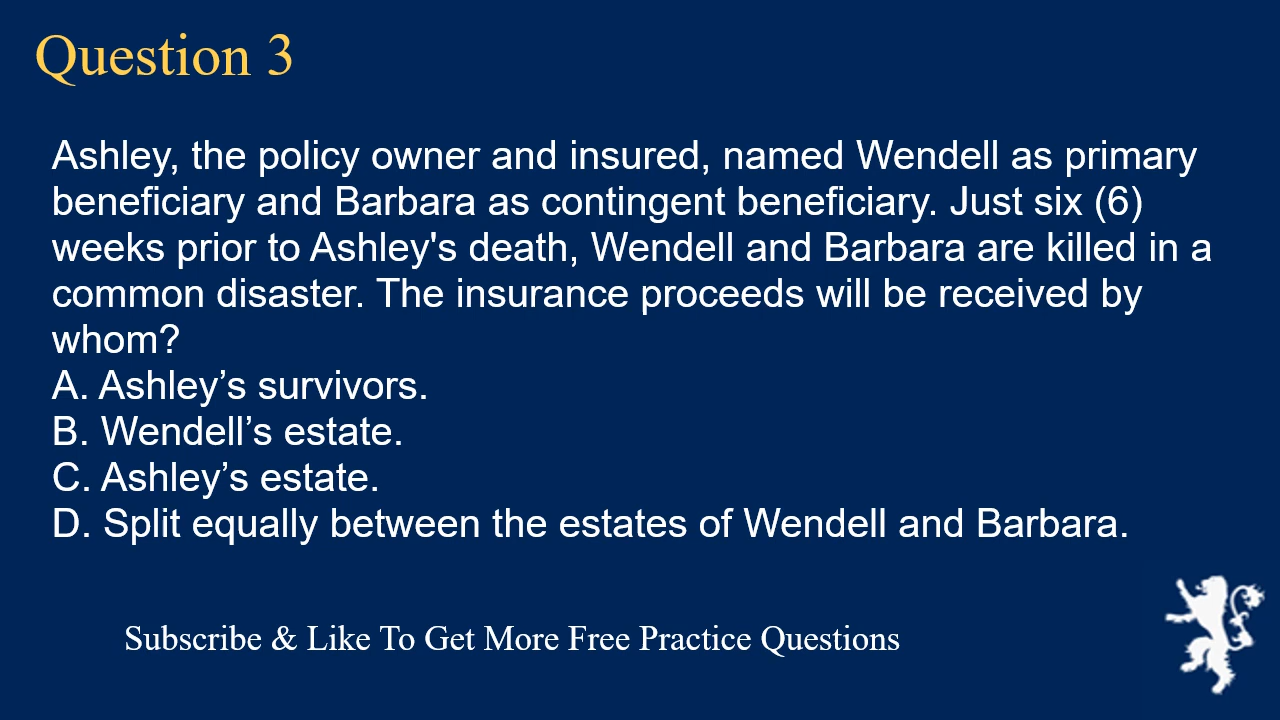 Question 3
Ashley, the policy owner and insured, named Wendell as primary
beneficiary and Barbara as contingent beneficiary. Just six (6)
weeks prior to Ashley's death, Wendell and Barbara are killed in a
common disaster. The insurance proceeds will be received by
whom?
A. Ashley’s survivors.
B. Wendell’s estate.
C. Ashley’s estate.
D. Split equally between the estates of Wendell and Barbara.
Subscribe & Like To Get More Free Practice Questions